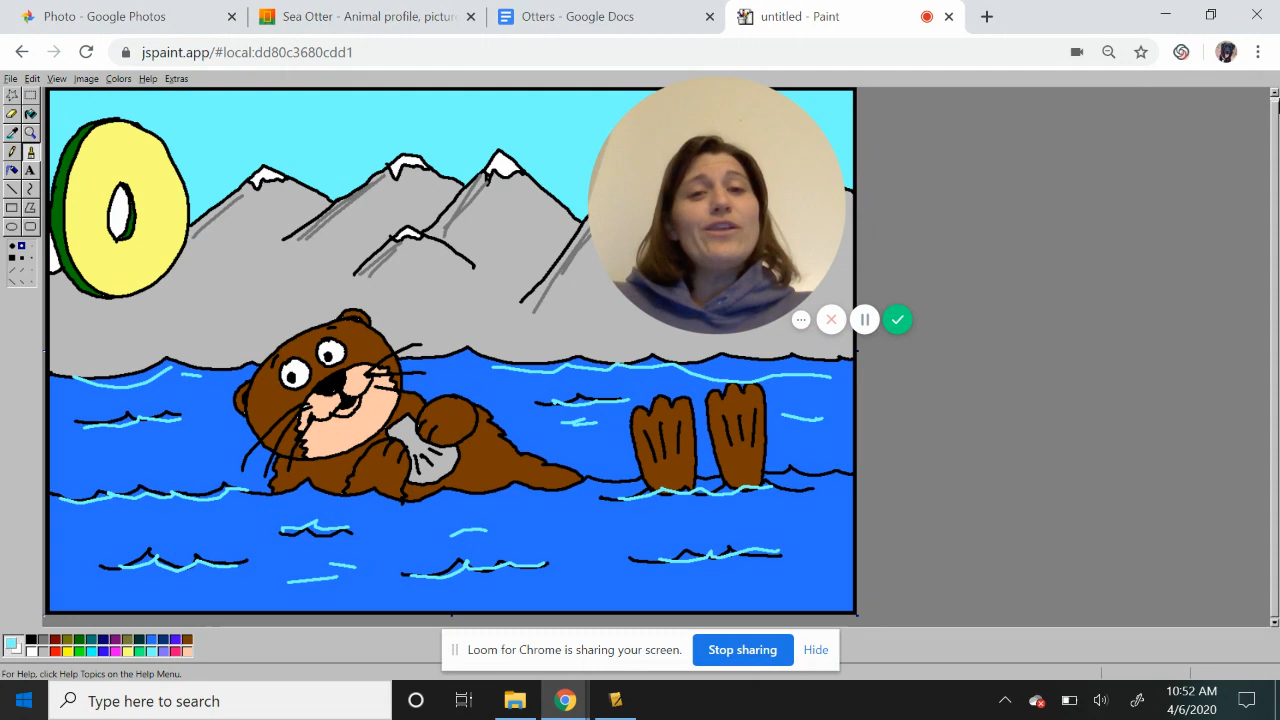 Photo - Google Photos
Sea Otter - Animal profile, pictur
Otters - Google Docs
untitled - Paint
jspaint.app/#local:dd80c3680cdd1
File Edit View Image Colors Help Extras
A
O
Loom for Chrome is sharing your screen. Stop sharing Hide
For Help, click Help Topics on the Help Menu.
Type here to search
10:52 AM
4/6/2020